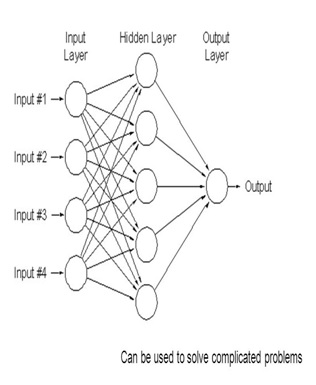 Input Layer
Hidden Layer
Output Layer
Input #1
Input #2
Input #3
Input #4
Output
Can be used to solve complicated problems